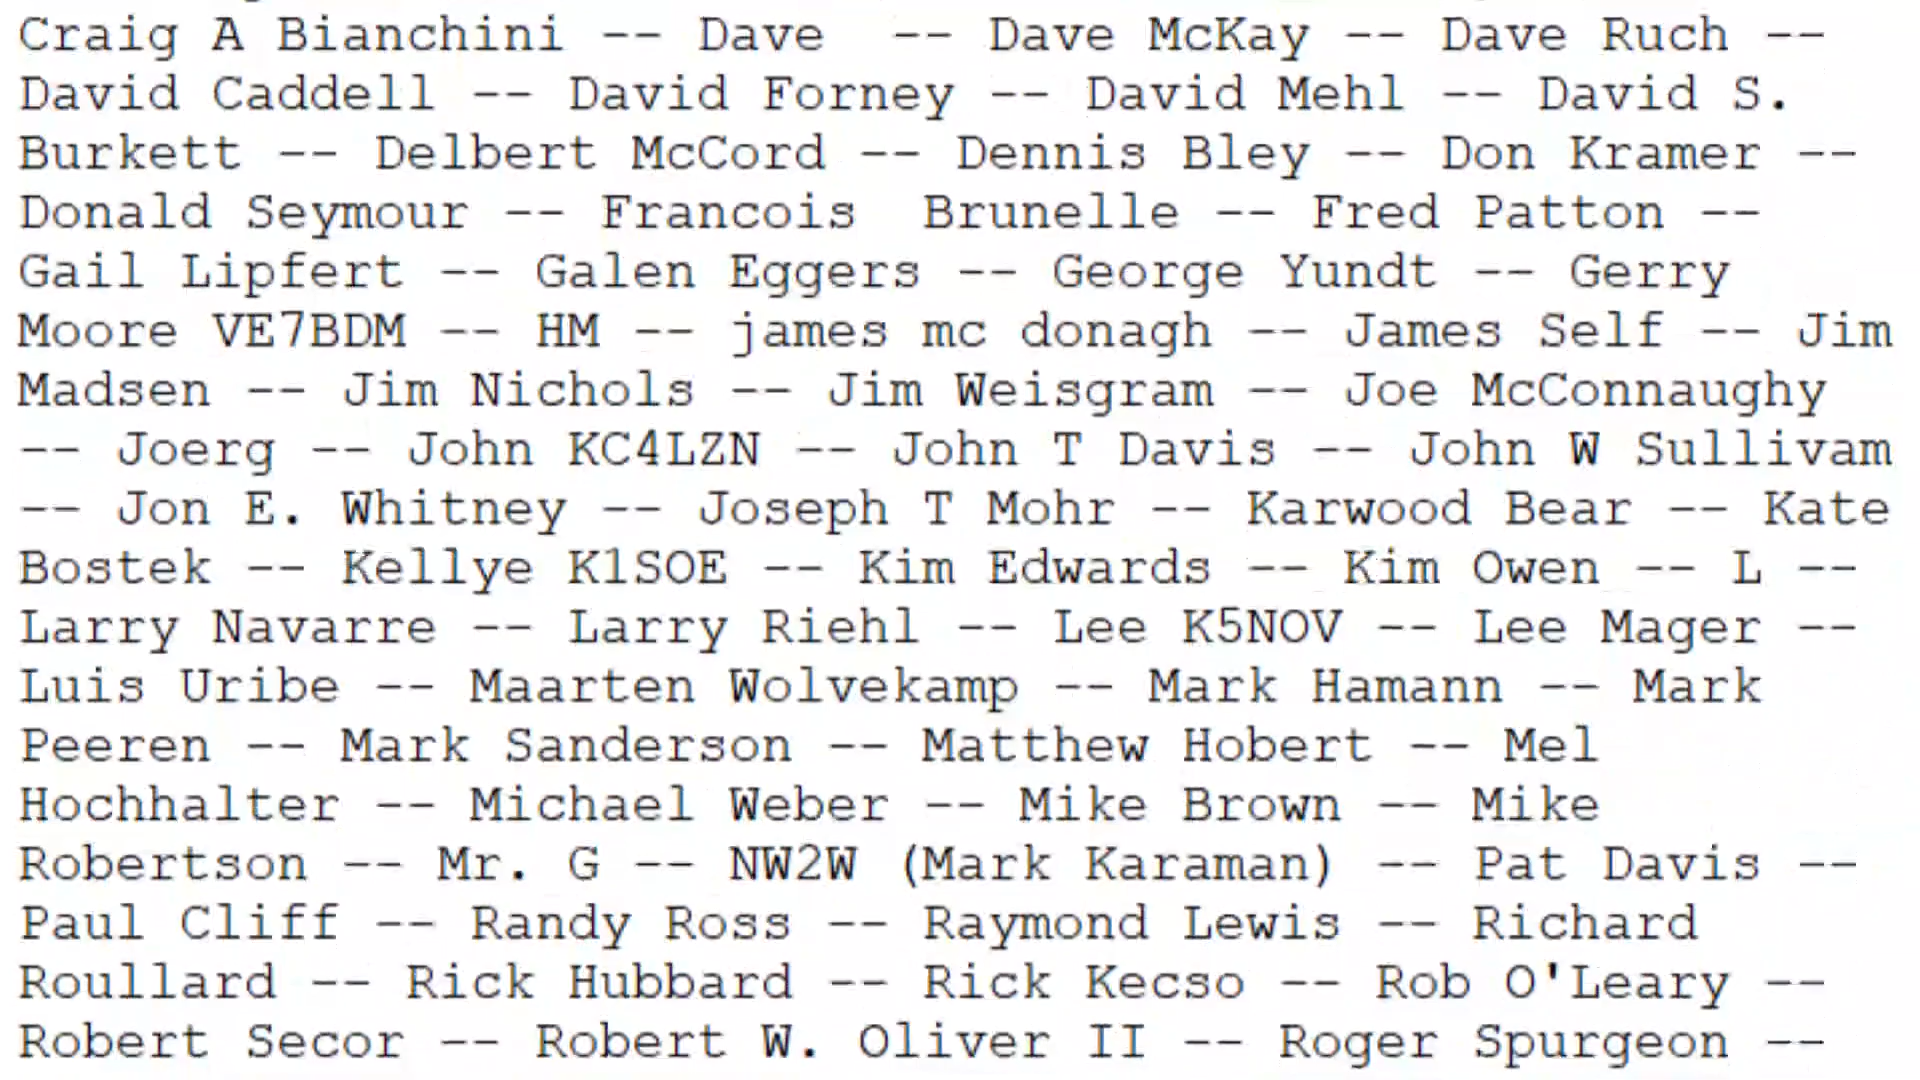 Craig A Bianchini -- Dave  -- Dave McKay -- Dave Ruch --
David Caddell -- David Forney -- David Mehl -- David S.
Burkett -- Delbert McCord -- Dennis Bley -- Don Kramer --
Donald Seymour -- Francois  Brunelle -- Fred Patton --
Gail Lipfert -- Galen Eggers -- George Yundt -- Gerry
Moore VE7BDM -- HM -- james mc donagh -- James Self -- Jim
Madsen -- Jim Nichols -- Jim Weisgram -- Joe McConnaughy
-- Joerg -- John KC4LZN -- John T Davis -- John W Sullivam
-- Jon E. Whitney -- Joseph T Mohr -- Karwood Bear -- Kate
Bostek -- Kellye K1SOE -- Kim Edwards -- Kim Owen -- L --
Larry Navarre -- Larry Riehl -- Lee K5NOV -- Lee Mager --
Luis Uribe -- Maarten Wolvekamp -- Mark Hamann -- Mark
Peeren -- Mark Sanderson -- Matthew Hobert -- Mel
Hochhalter -- Michael Weber -- Mike Brown -- Mike
Robertson -- Mr. G -- NW2W (Mark Karaman) -- Pat Davis --
Paul Cliff -- Randy Ross -- Raymond Lewis -- Richard
Roullard -- Rick Hubbard -- Rick Kecso -- Rob O'Leary --
Robert Secor -- Robert W. Oliver II -- Roger Spurgeon --